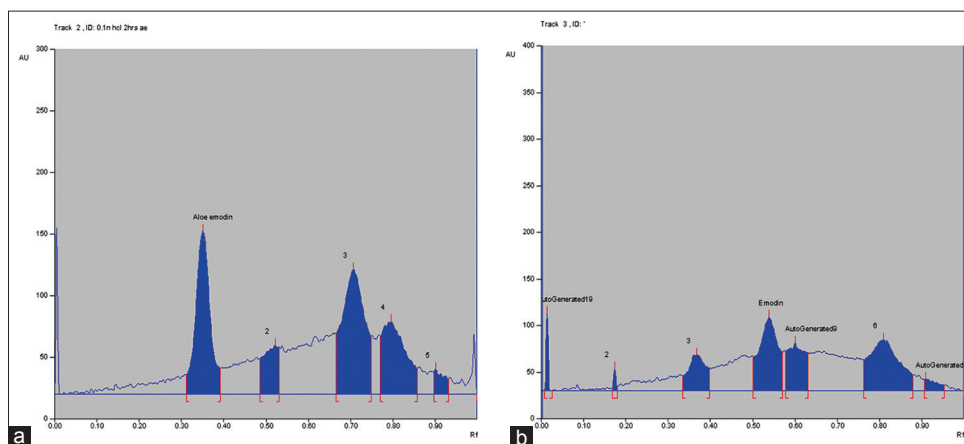 Track 2 , ID: 0.1n hcl 2hrs ae
300
AU
250
200
150
100
50
0
Aloe emodin
2
3
4
5
0.00 0.10 0.20 0.30 0.40 0.50 0.60 0.70 0.80 0.90
Rf
a
Track 3 , ID: '
400
AU
350
300
250
200
150
100
50
0
utoGenerated19
2
3
Emodin
AutoGenerated9
6
AutoGenerated
0.00 0.10 0.20 0.30 0.40 0.50 0.60 0.70 0.80 0.90
Rf
b